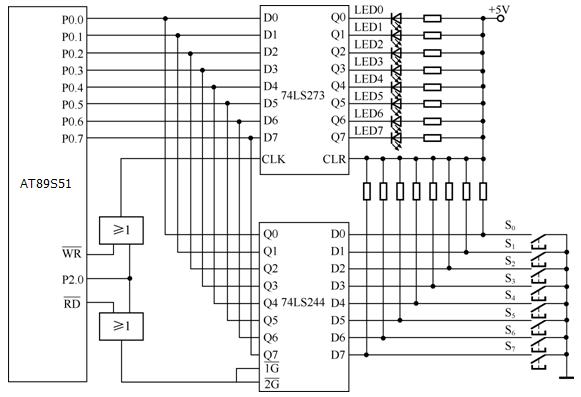 P0.0 D0 Q0 LED0 +5V
P0.1 D1 Q1 LED1
P0.2 D2 Q2 LED2
P0.3 D3 Q3 LED3
P0.4 D4 74LS273 Q4 LED4
P0.5 D5 Q5 LED5
P0.6 D6 Q6 LED6
P0.7 D7 Q7 LED7
CLK CLR
AT89S51
≥1
WR
P2.0
RD
≥1
Q0 D0 S0
Q1 D1 S1
Q2 D2 S2
Q3 D3 S3
Q4 74LS244 D4 S4
Q5 D5 S5
Q6 D6 S6
Q7 D7 S7
1G
2G